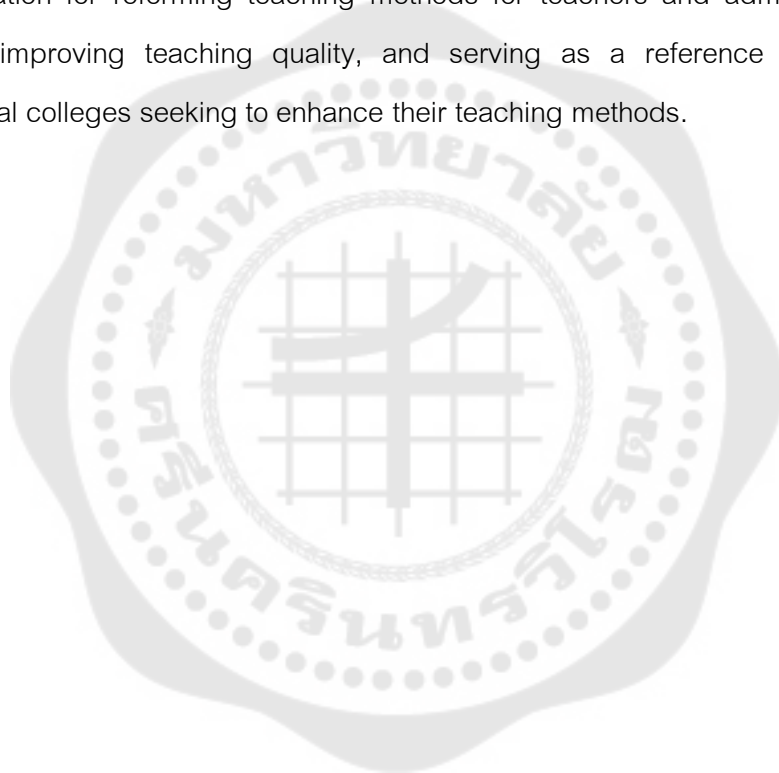 ation for reforming teaching methods for teachers and adm
improving teaching quality, and serving as a reference
al colleges seeking to enhance their teaching methods.
มหาวิทยาลัย
ศรีนครินทรวิโรฒ